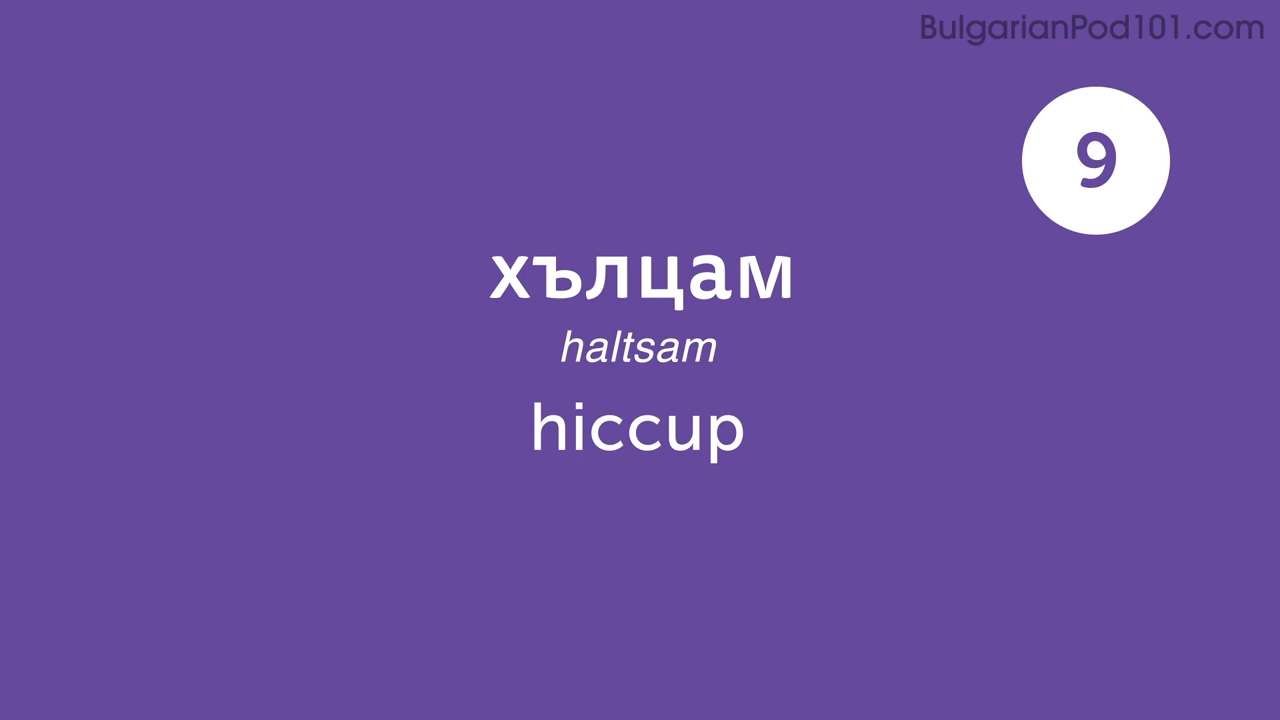 BulgarianPod101.com
9
хълцам
haltsam
hiccup